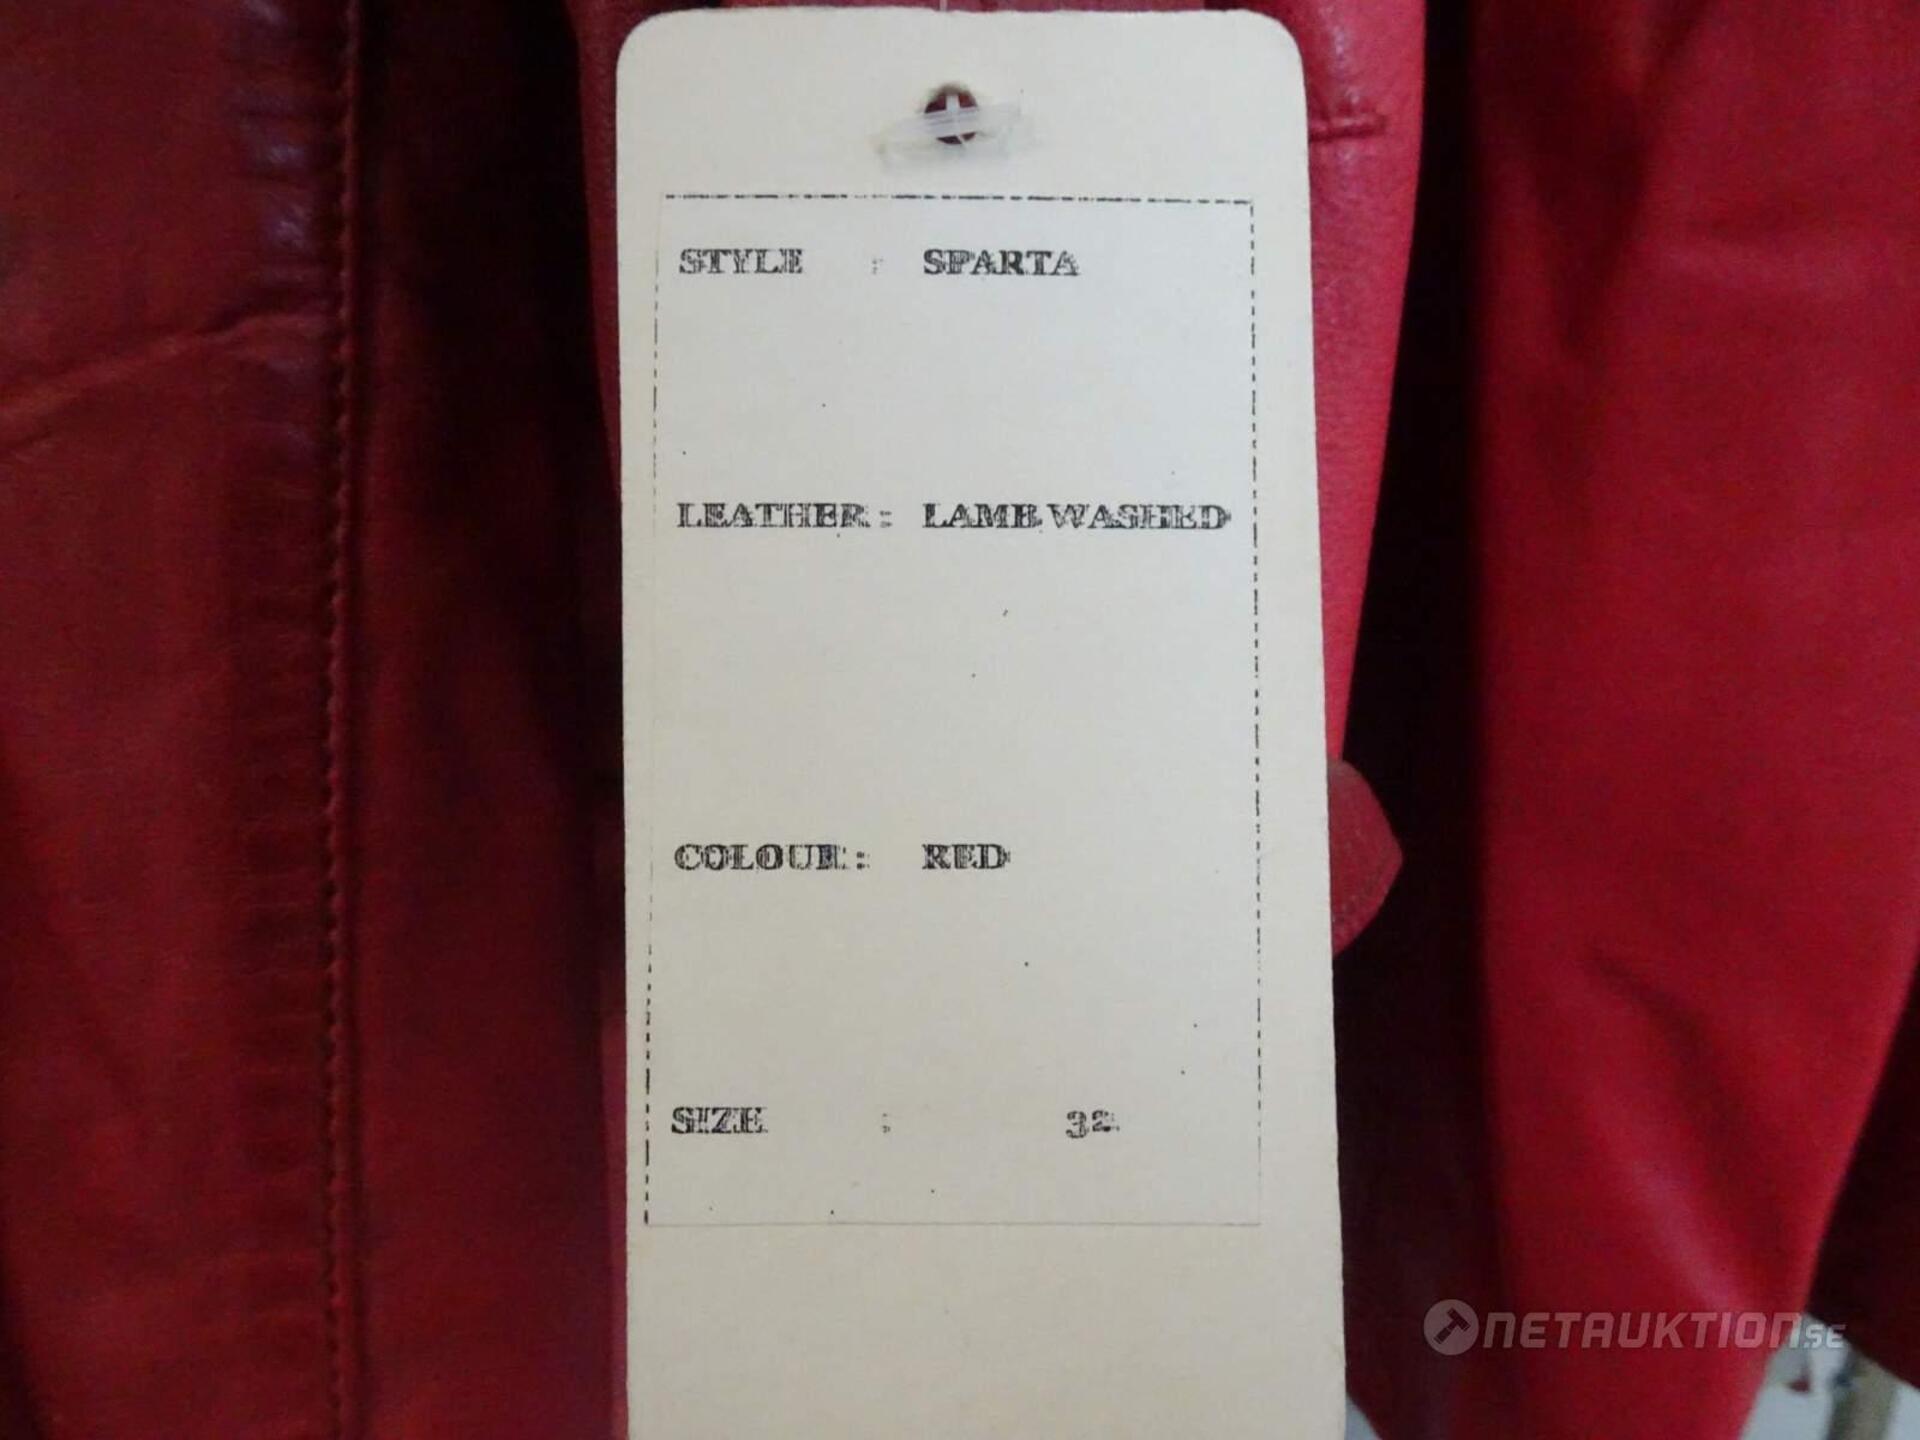 STYLE : SPARTA
LEATHER : LAMB WASHED
COLOUR : RED
SIZE : 32
NETAUKTION.SE